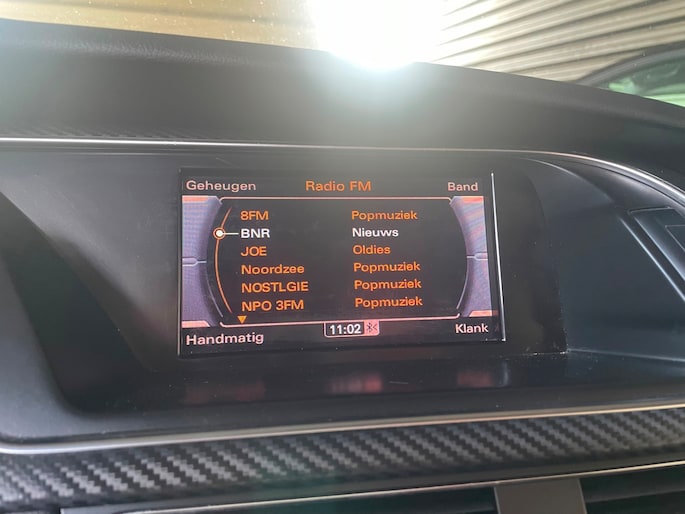 Geheugen Radio FM Band
8FM Popmuziek
BNR Nieuws
JOE Oldies
Noordzee Popmuziek
NOSTLGIE Popmuziek
NPO 3FM Popmuziek
Handmatig 11:02 Klank